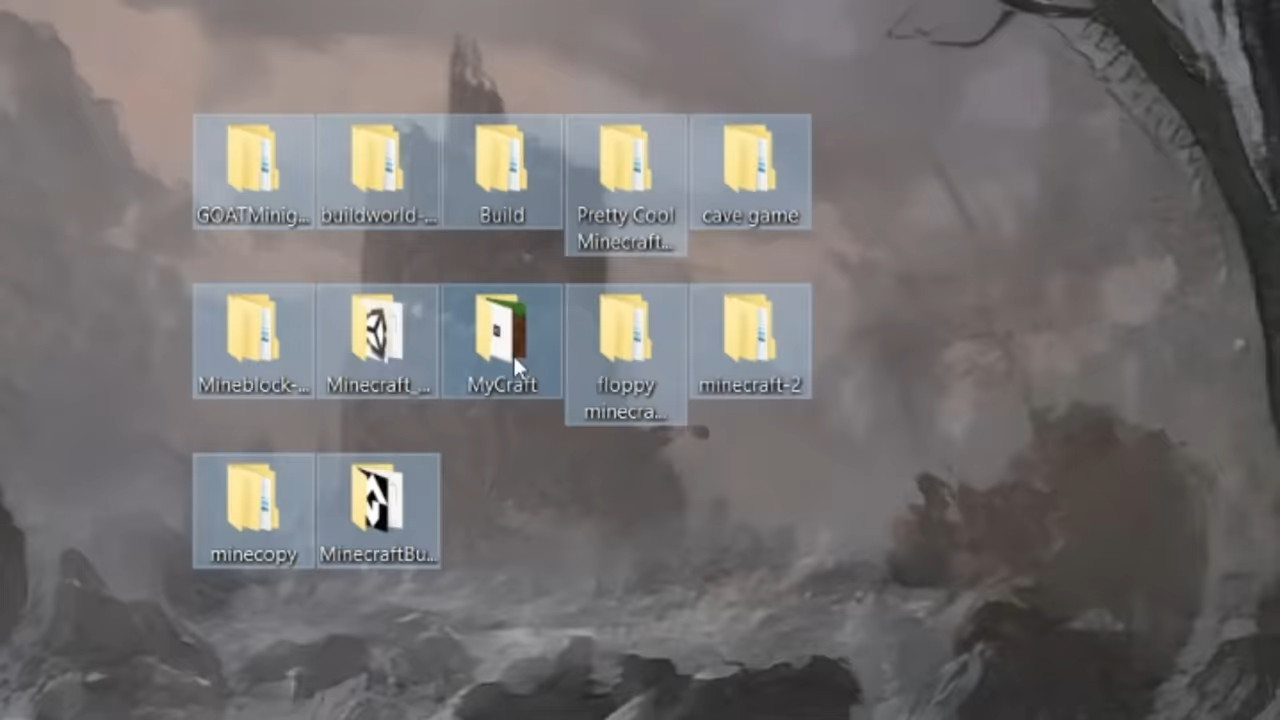 GOATMinig...
buildworld-...
Build
Pretty Cool
Minecraft...
cave game
Mineblock-...
Minecraft_...
MyCraft
floppy
minecra...
minecraft-2
minecopy
MinecraftBu...